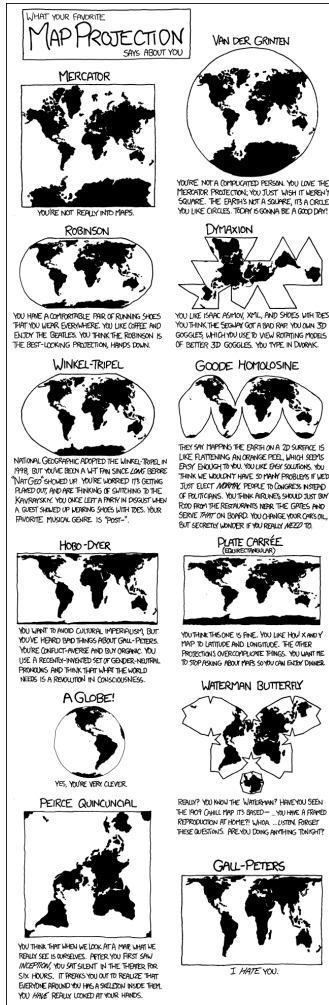 WHAT YOUR FAVORITE
MAP PROJECTION
SAYS ABOUT YOU
MERCATOR
YOU'RE NOT REALLY INTO MAPS.
VAN DER GRINTEN
YOU'RE NOT A COMPLICATED PERSON. YOU LOVE THE
MERCATOR PROJECTION; YOU JUST WISH IT WEREN'T
SQUARE. THE EARTH'S NOT A SQUARE, IT'S A CIRCLE.
YOU LIKE CIRCLES. TODAY IS GONNA BE A GOOD DAY!
ROBINSON
YOU HAVE A COMFORTABLE PAIR OF RUNNING SHOES
THAT YOU WEAR EVERYWHERE. YOU LIKE COFFEE AND
ENJOY THE BEATLES. YOU THINK THE ROBINSON IS
THE BEST-LOOKING PROJECTION, HANDS DOWN.
DYMAXION
YOU LIKE ISAAC ASIMOV, XML, AND SHOES WITH TOES.
YOU THINK THE SEGWAY GOT A BAD RAP. YOU OWN 3D
GOGGLES, WHICH YOU USE TO VIEW ROTATING MODELS
OF BETTER 3D GOGGLES. YOU TYPE IN DVORAK.
WINKEL-TRIPEL
NATIONAL GEOGRAPHIC ADOPTED THE WINKEL-TRIPEL IN
1998, BUT YOU'VE BEEN A WT FAN SINCE LONG BEFORE
"NAT GEO" SHOWED UP. YOU'RE WORRIED IT'S GETTING
PLAYED OUT, AND ARE THINKING OF SWITCHING TO THE
KAVRAYSKIY. YOU ONCE LEFT A PARTY IN DISGUST WHEN
A GUEST SHOWED UP WEARING SHOES WITH TOES. YOUR
FAVORITE MUSICAL GENRE IS "POST-".
GOODE HOMOLOSINE
THEY SAY MAPPING THE EARTH ON A 2D SURFACE IS
LIKE FLATTENING AN ORANGE PEEL, WHICH SEEMS
EASY ENOUGH TO YOU. YOU LIKE EASY SOLUTIONS. YOU
THINK WE WOULDN'T HAVE SO MANY PROBLEMS IF WE'D
JUST ELECT NORMAL PEOPLE TO CONGRESS INSTEAD
OF POLITICIANS. YOU THINK AIRLINES SHOULD JUST BUY
FOOD FROM THE RESTAURANTS NEAR THE GATES AND
SERVE THAT ON BOARD. YOU CHANGE YOUR CAR'S OIL,
BUT SECRETLY WONDER IF YOU REALLY NEED TO.
HOBO-DYER
YOU WANT TO AVOID CULTURAL IMPERIALISM, BUT
YOU'VE HEARD BAD THINGS ABOUT GALL-PETERS.
YOU'RE CONFLICT-AVERSE AND BUY ORGANIC. YOU
USE A RECENTLY-INVENTED SET OF GENDER-NEUTRAL
PRONOUNS AND THINK THAT WHAT THE WORLD
NEEDS IS A REVOLUTION IN CONSCIOUSNESS.
PLATE CARRÉE
(EQUIRECTANGULAR)
YOU THINK THIS ONE IS FINE. YOU LIKE HOW X AND Y
MAP TO LATITUDE AND LONGITUDE. THE OTHER
PROJECTIONS OVERCOMPLICATE THINGS. YOU WANT ME
TO STOP ASKING ABOUT MAPS SO YOU CAN ENJOY DINNER.
A GLOBE!
YES, YOU'RE VERY CLEVER.
WATERMAN BUTTERFLY
REALLY? YOU KNOW THE WATERMAN? HAVE YOU SEEN
THE 1909 CAHILL MAP IT'S BASED— ...YOU HAVE A FRAMED
REPRODUCTION AT HOME?! WHOA. ...LISTEN. FORGET
THESE QUESTIONS. ARE YOU DOING ANYTHING TONIGHT?
PEIRCE QUINCUNCIAL
YOU THINK THAT WHEN WE LOOK AT A MAP, WHAT WE
REALLY SEE IS OURSELVES. AFTER YOU FIRST SAW
INCEPTION, YOU SAT SILENT IN THE THEATER FOR
SIX HOURS. IT FREAKS YOU OUT TO REALIZE THAT
EVERYONE AROUND YOU HAS A SKELETON INSIDE THEM.
YOU HAVE REALLY LOOKED AT YOUR HANDS.
GALL-PETERS
I HATE YOU.